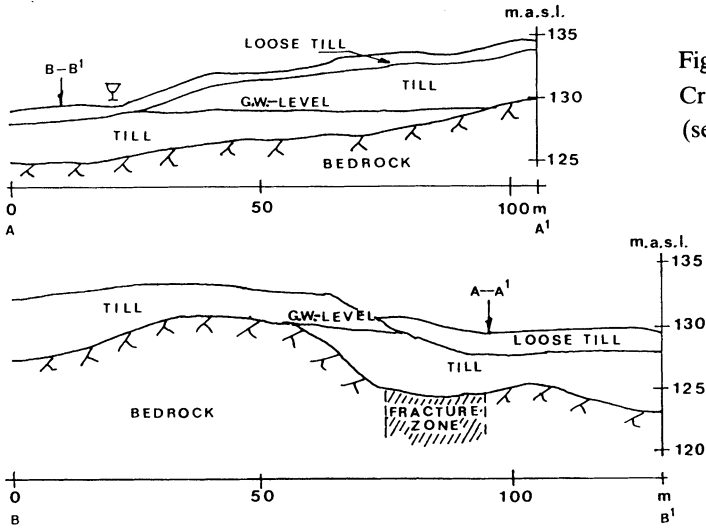 m.a.s.l.
135
LOOSE TILL
B–B¹
TILL
G.W.–LEVEL
130
TILL
BEDROCK
125
0
50
100m
A
A¹
Fig
Cr
(se
m.a.s.l.
135
A–A¹
TILL
G.W.–LEVEL
130
LOOSE TILL
TILL
125
BEDROCK
FRACTURE
ZONE
120
0
50
100
m
B
B¹